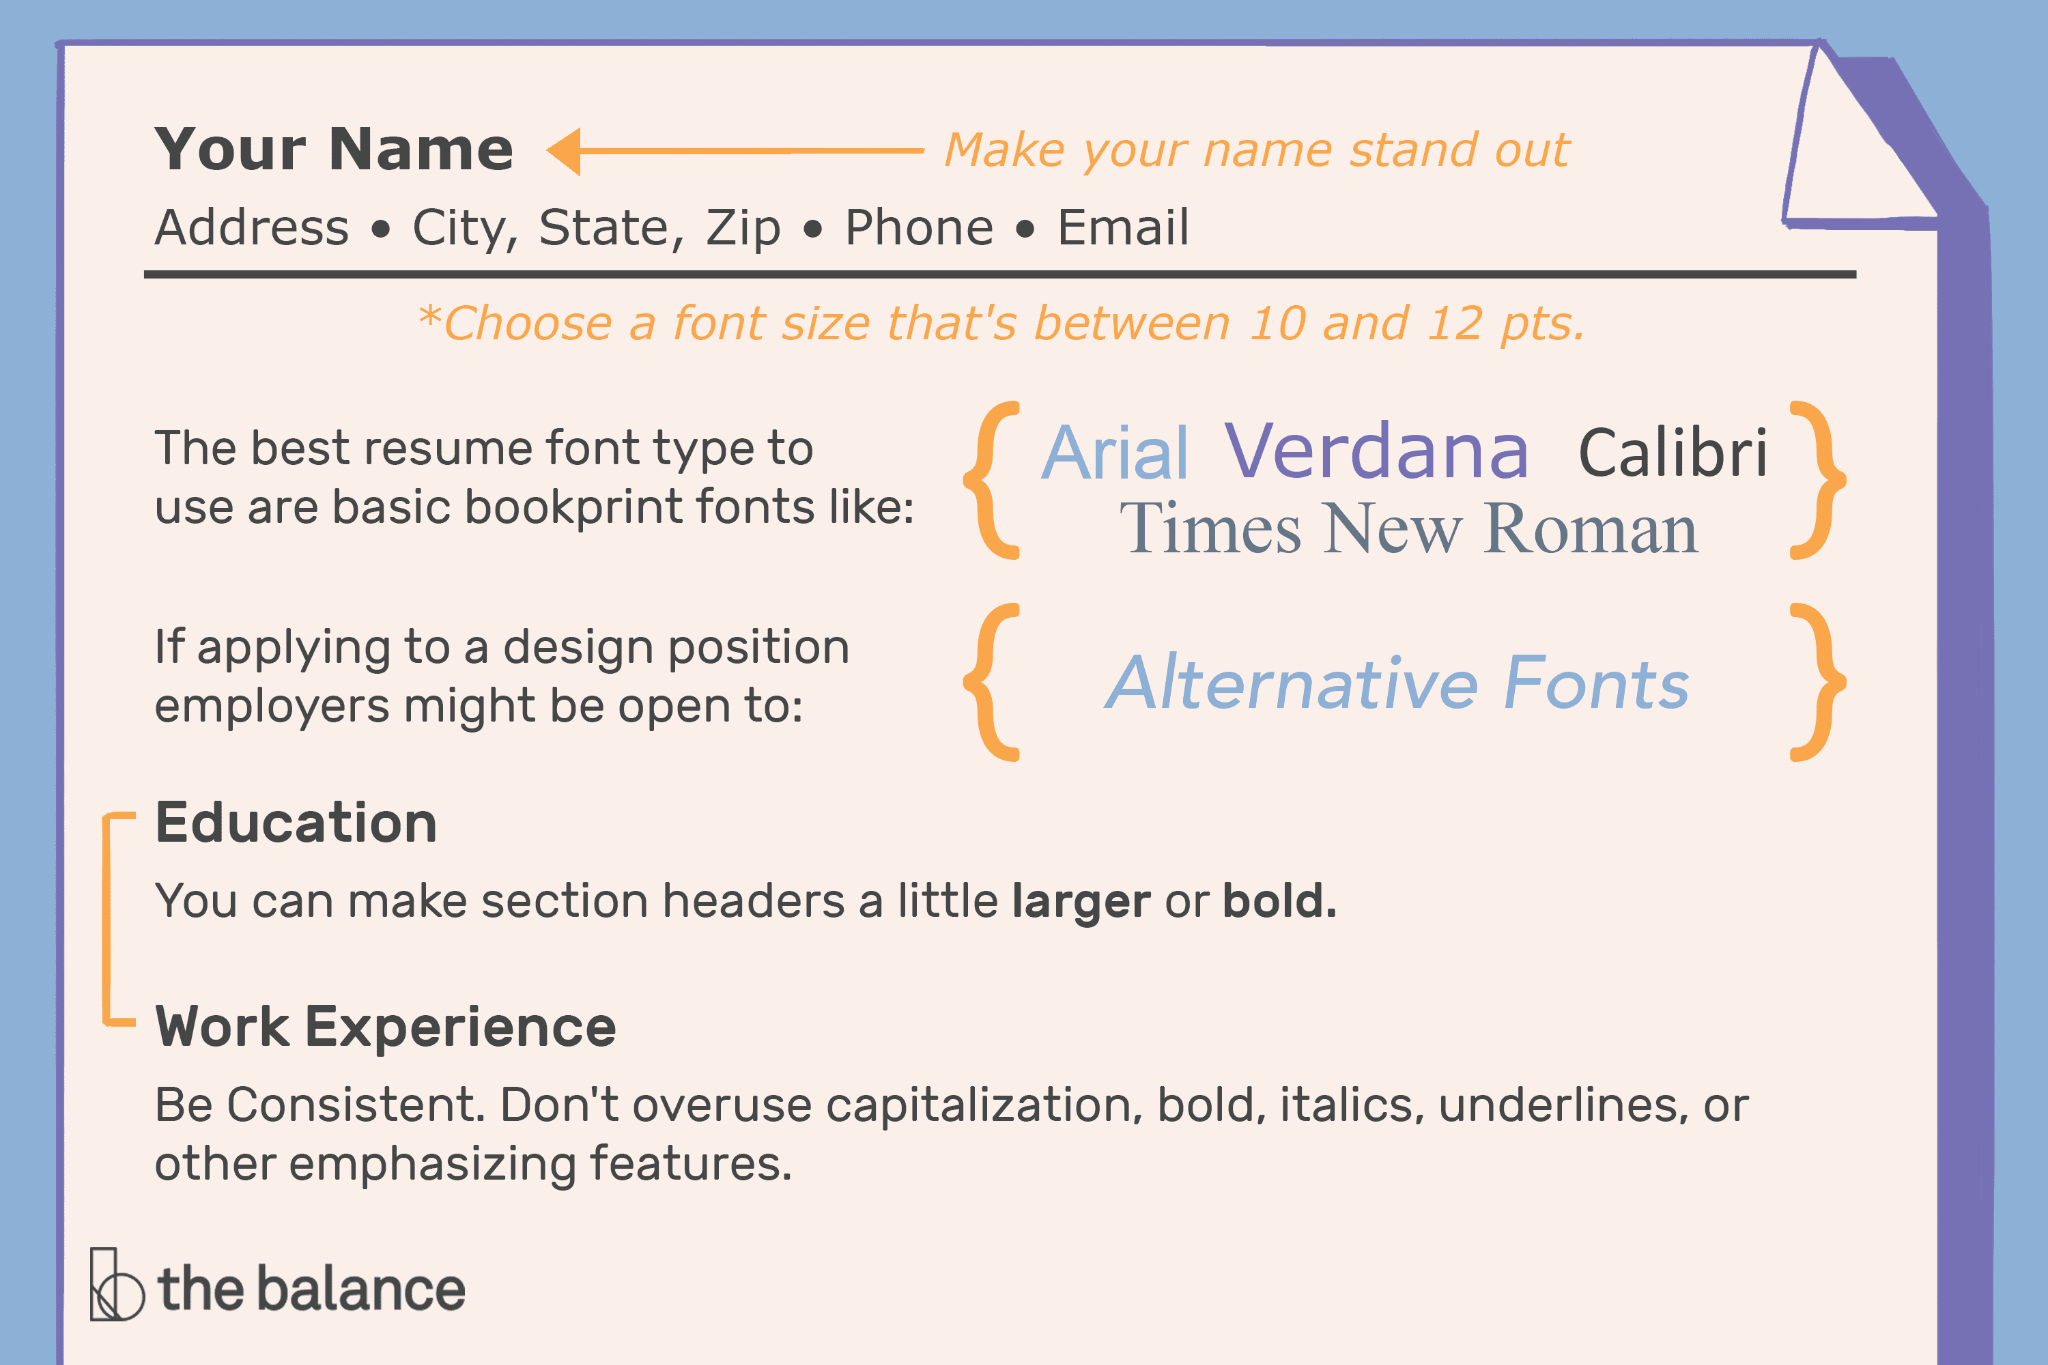 Your Name
Make your name stand out
Address • City, State, Zip • Phone • Email
*Choose a font size that's between 10 and 12 pts.
The best resume font type to
use are basic bookprint fonts like:
{ Arial Verdana Calibri }
Times New Roman
If applying to a design position
employers might be open to:
{ Alternative Fonts }
Education
You can make section headers a little larger or bold.
Work Experience
Be Consistent. Don't overuse capitalization, bold, italics, underlines, or
other emphasizing features.
the balance